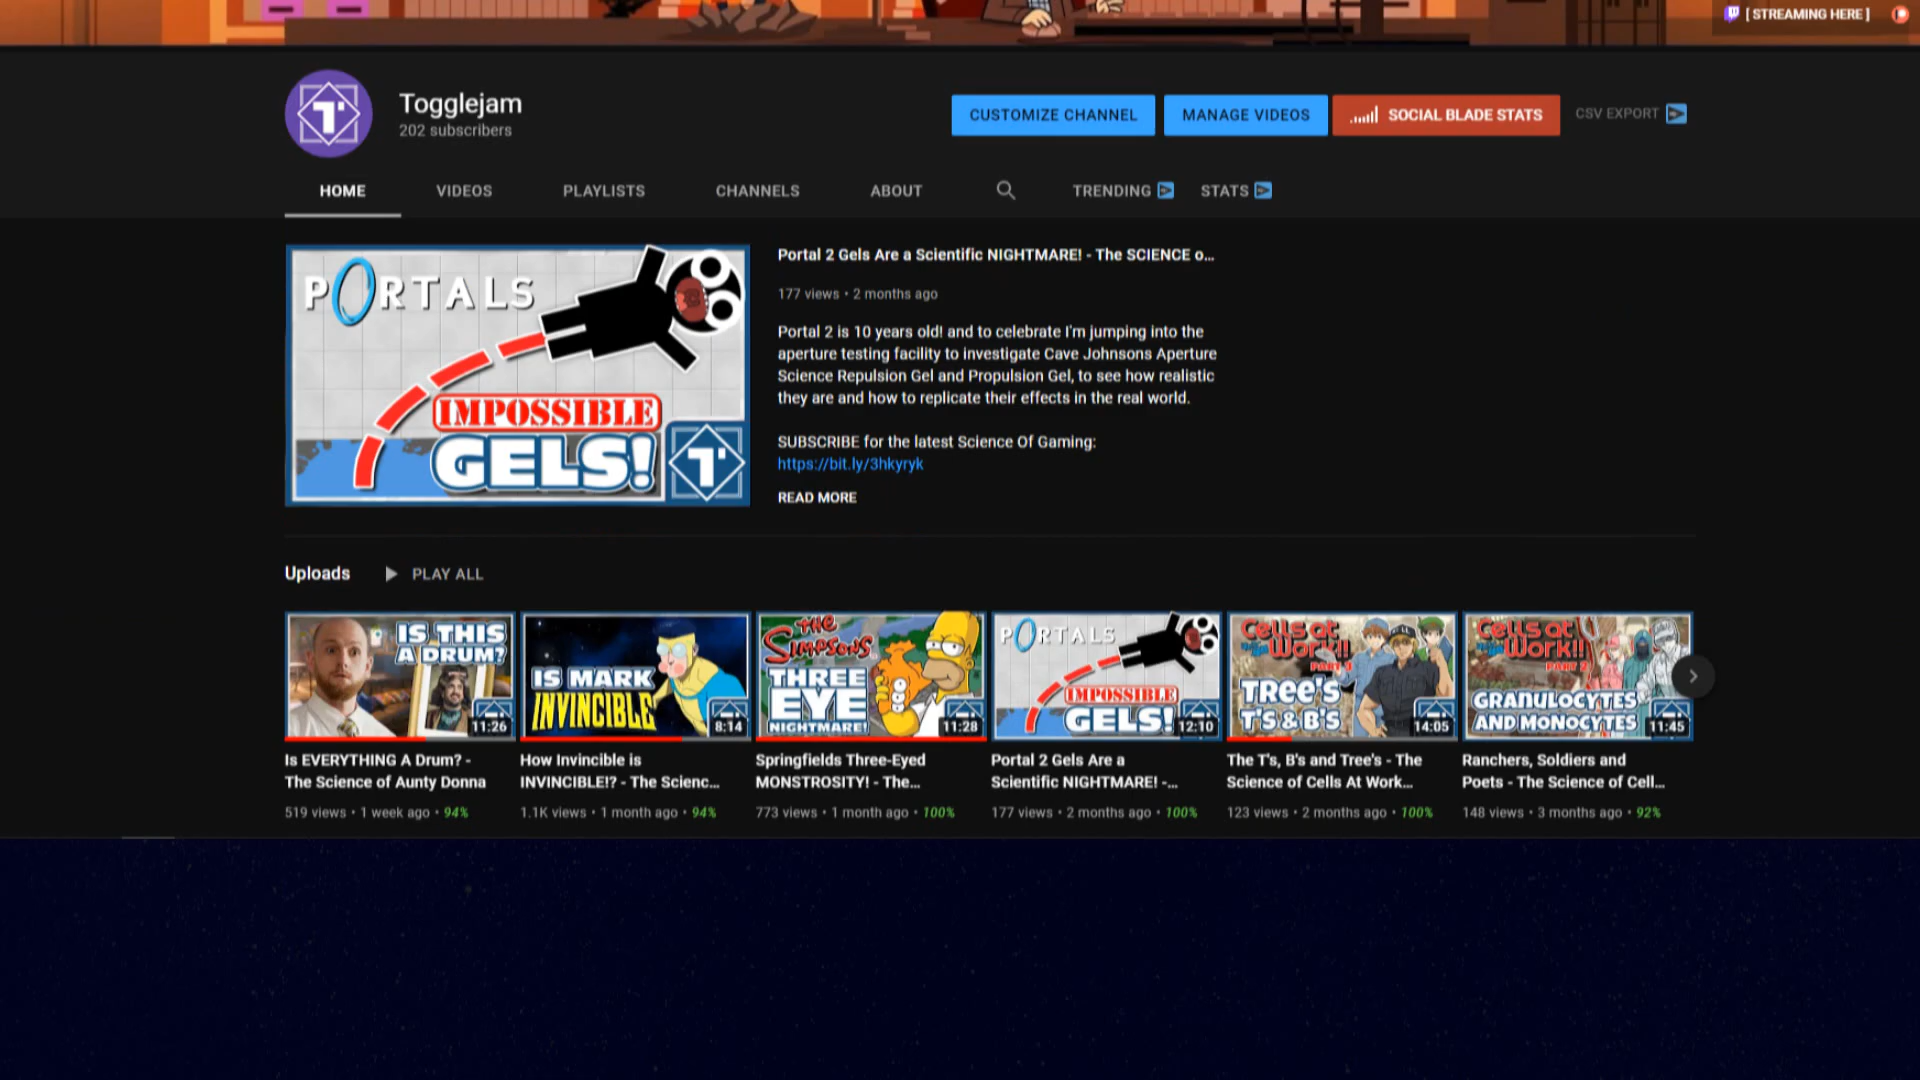 [ STREAMING HERE ]
Togglejam
202 subscribers
CUSTOMIZE CHANNEL
MANAGE VIDEOS
SOCIAL BLADE STATS
CSV EXPORT
HOME
VIDEOS
PLAYLISTS
CHANNELS
ABOUT
TRENDING
STATS
PORTALS
IMPOSSIBLE
GELS!
T
Portal 2 Gels Are a Scientific NIGHTMARE! - The SCIENCE o...
177 views • 2 months ago
Portal 2 is 10 years old! and to celebrate I'm jumping into the
aperture testing facility to investigate Cave Johnsons Aperture
Science Repulsion Gel and Propulsion Gel, to see how realistic
they are and how to replicate their effects in the real world.
SUBSCRIBE for the latest Science Of Gaming:
https://bit.ly/3hkyryk
READ MORE
Uploads
PLAY ALL
IS THIS
A DRUM?
11:26
Is EVERYTHING A Drum? -
The Science of Aunty Donna
519 views • 1 week ago • 94%
IS MARK
INVINCIBLE
8:14
How Invincible is
INVINCIBLE!? - The Scienc...
1.1K views • 1 month ago • 94%
THE
SIMPSONS
THREE
EYE
NIGHTMARE!
11:28
Springfields Three-Eyed
MONSTROSITY! - The...
773 views • 1 month ago • 100%
PORTALS
IMPOSSIBLE
GELS!
12:10
Portal 2 Gels Are a
Scientific NIGHTMARE! -...
177 views • 2 months ago • 100%
Cells at
Work!!
PART 3
TRee's
T'S & B'S
14:05
The T's, B's and Tree's - The
Science of Cells At Work...
123 views • 2 months ago • 100%
Cells at
Work!!
PART 2
GRANULOCYTES
AND MONOCYTES
11:45
Ranchers, Soldiers and
Poets - The Science of Cell...
148 views • 3 months ago • 92%